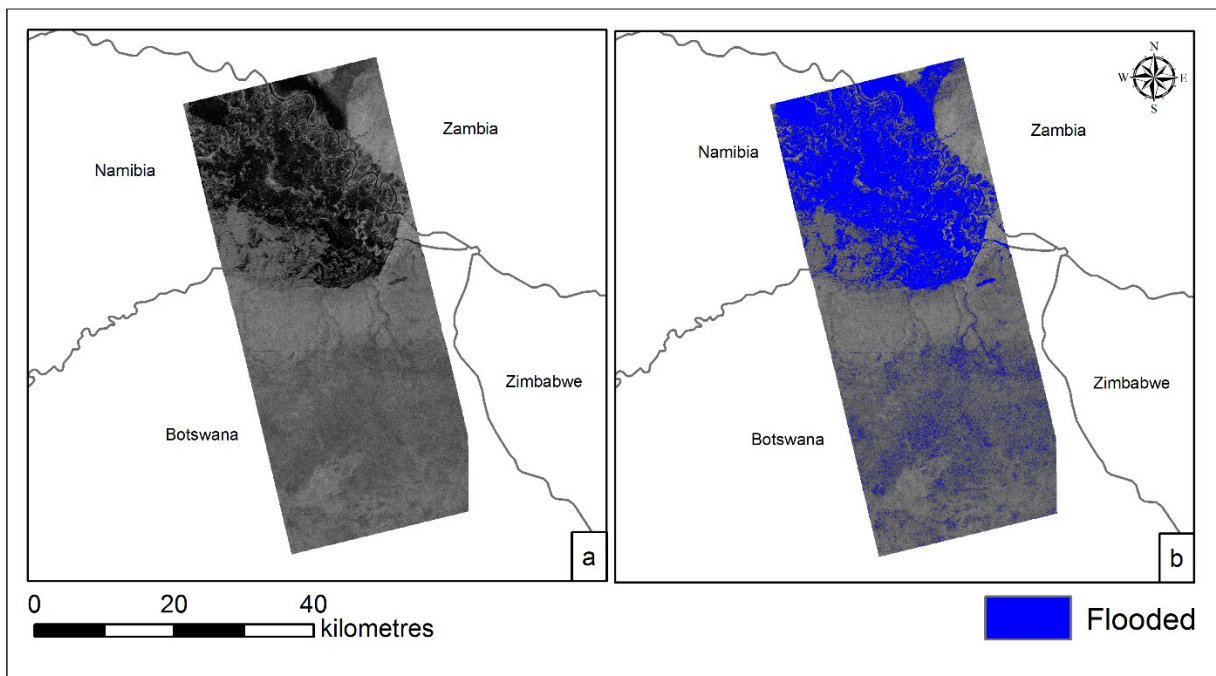 Zambia
Namibia
Zimbabwe
Botswana
a
N
W E
S
Zambia
Namibia
Zimbabwe
Botswana
b
0 20 40
kilometres
Flooded